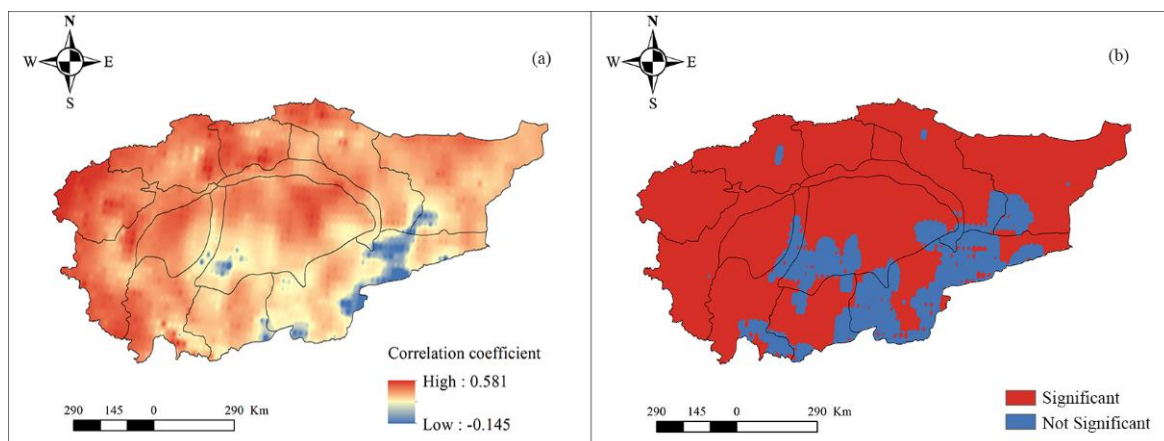 N
W E
S
(a)
Correlation coefficient
High : 0.581
Low : -0.145
290 145 0 290 Km
N
W E
S
(b)
290 145 0 290 Km
Significant
Not Significant